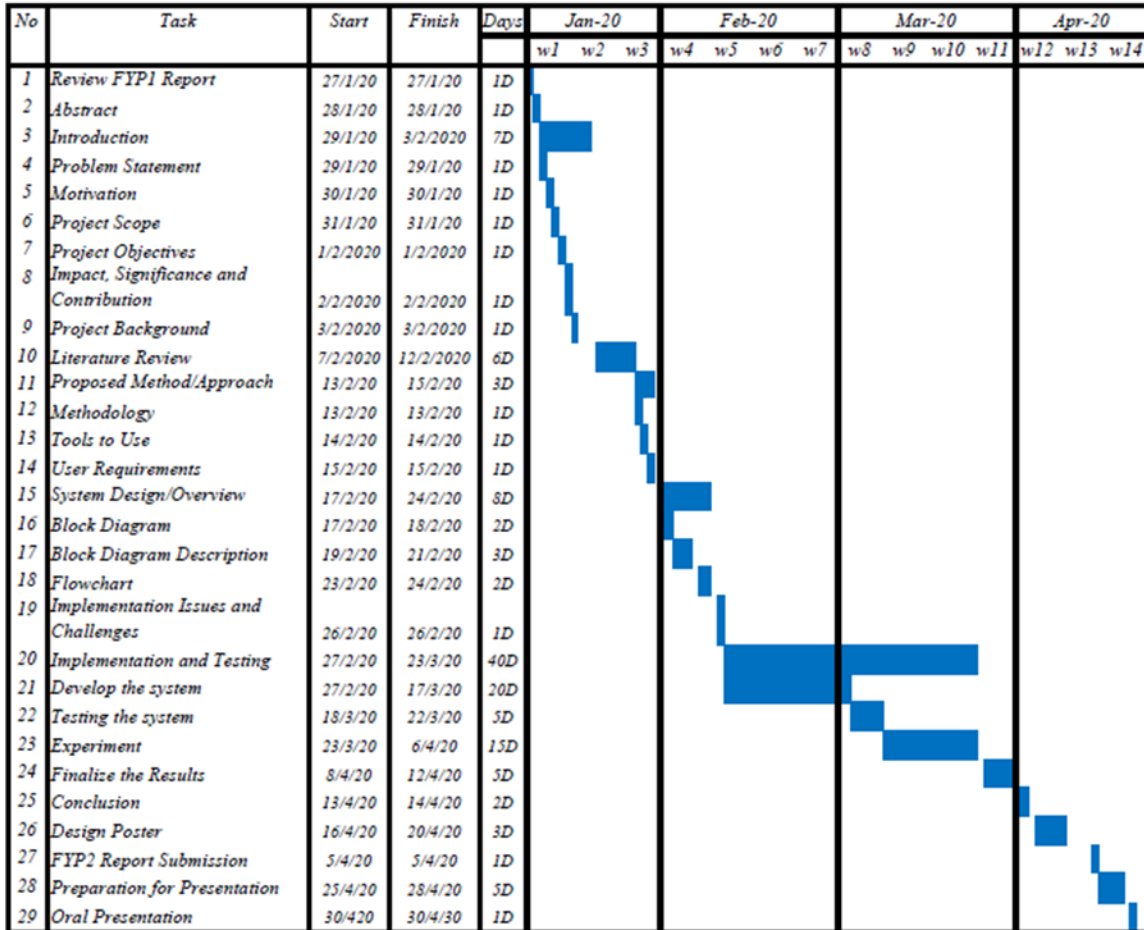 No Task Start Finish Days Jan-20 Feb-20 Mar-20 Apr-20
w1 w2 w3 w4 w5 w6 w7 w8 w9 w10 w11 w12 w13 w14
1 Review FYP1 Report 27/1/20 27/1/20 1D
2 Abstract 28/1/20 28/1/20 1D
3 Introduction 29/1/20 3/2/2020 7D
4 Problem Statement 29/1/20 29/1/20 1D
5 Motivation 30/1/20 30/1/20 1D
6 Project Scope 31/1/20 31/1/20 1D
7 Project Objectives 1/2/2020 1/2/2020 1D
8 Impact, Significance and
Contribution 2/2/2020 2/2/2020 1D
9 Project Background 3/2/2020 3/2/2020 1D
10 Literature Review 7/2/2020 12/2/2020 6D
11 Proposed Method/Approach 13/2/20 15/2/20 3D
12 Methodology 13/2/20 13/2/20 1D
13 Tools to Use 14/2/20 14/2/20 1D
14 User Requirements 15/2/20 15/2/20 1D
15 System Design/Overview 17/2/20 24/2/20 8D
16 Block Diagram 17/2/20 18/2/20 2D
17 Block Diagram Description 19/2/20 21/2/20 3D
18 Flowchart 23/2/20 24/2/20 2D
19 Implementation Issues and
Challenges 26/2/20 26/2/20 1D
20 Implementation and Testing 27/2/20 23/3/20 40D
21 Develop the system 27/2/20 17/3/20 20D
22 Testing the system 18/3/20 22/3/20 5D
23 Experiment 23/3/20 6/4/20 15D
24 Finalize the Results 8/4/20 12/4/20 5D
25 Conclusion 13/4/20 14/4/20 2D
26 Design Poster 16/4/20 20/4/20 3D
27 FYP2 Report Submission 5/4/20 5/4/20 1D
28 Preparation for Presentation 25/4/20 28/4/20 5D
29 Oral Presentation 30/420 30/4/30 1D